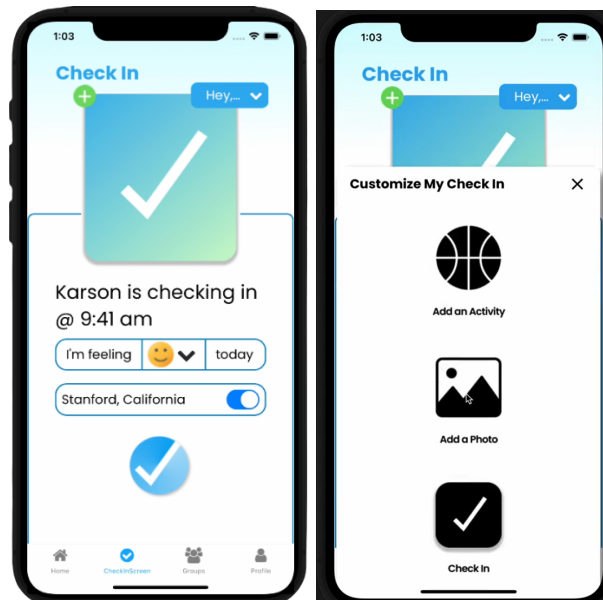 1:03
Check In
Hey,...
Karson is checking in
@ 9:41 am
I'm feeling
today
Stanford, California
Home
CheckInScreen
Groups
Profile
1:03
Check In
Hey,...
Customize My Check In
Add an Activity
Add a Photo
Check In